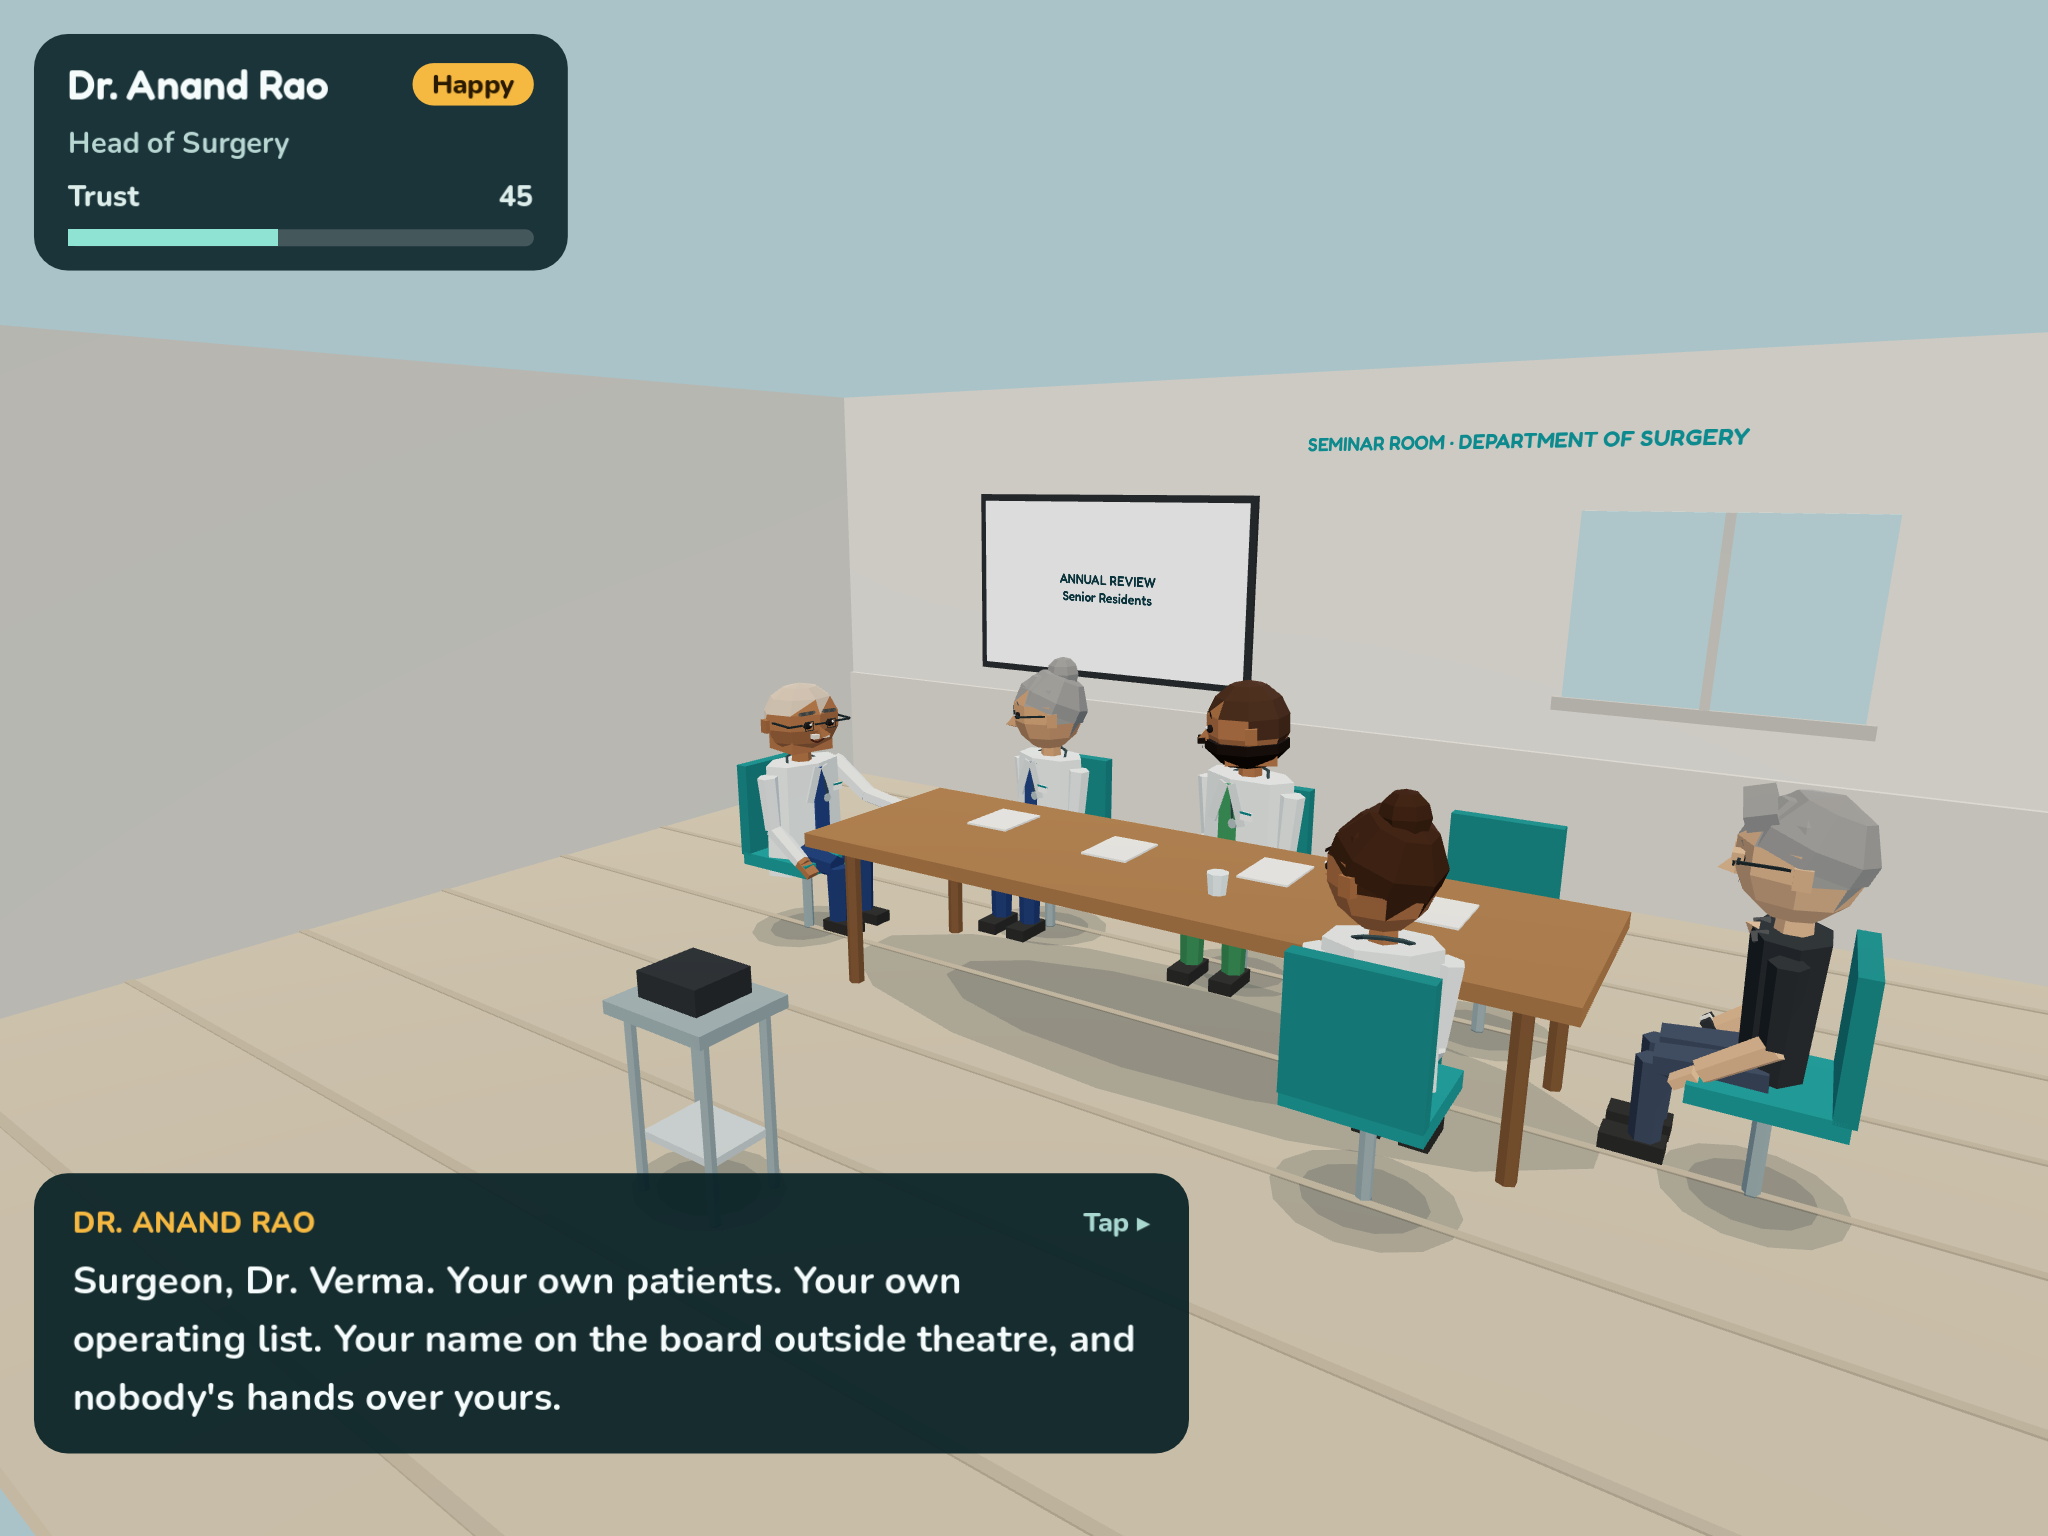 Dr. Anand Rao
Happy
Head of Surgery
Trust
45
SEMINAR ROOM · DEPARTMENT OF SURGERY
ANNUAL REVIEW
Senior Residents
DR. ANAND RAO
Tap ▸
Surgeon, Dr. Verma. Your own patients. Your own
operating list. Your name on the board outside theatre, and
nobody's hands over yours.